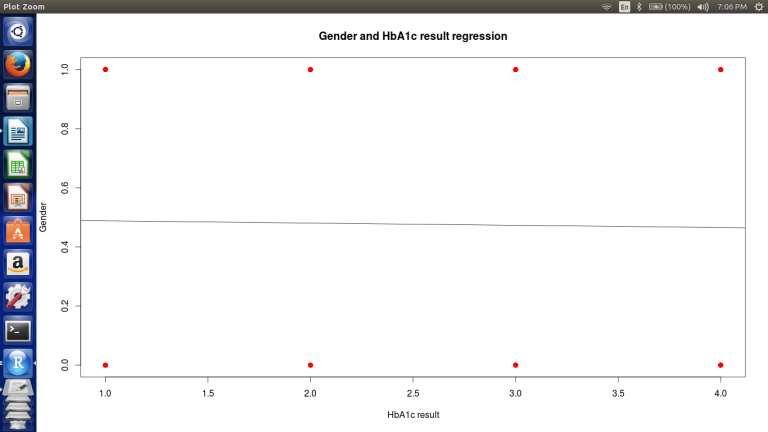 Plot Zoom
En
(100%)
7:06 PM
Gender and HbA1c result regression
Gender
1.0
0.8
0.6
0.4
0.2
0.0
1.0 1.5 2.0 2.5 3.0 3.5 4.0
HbA1c result
a
R